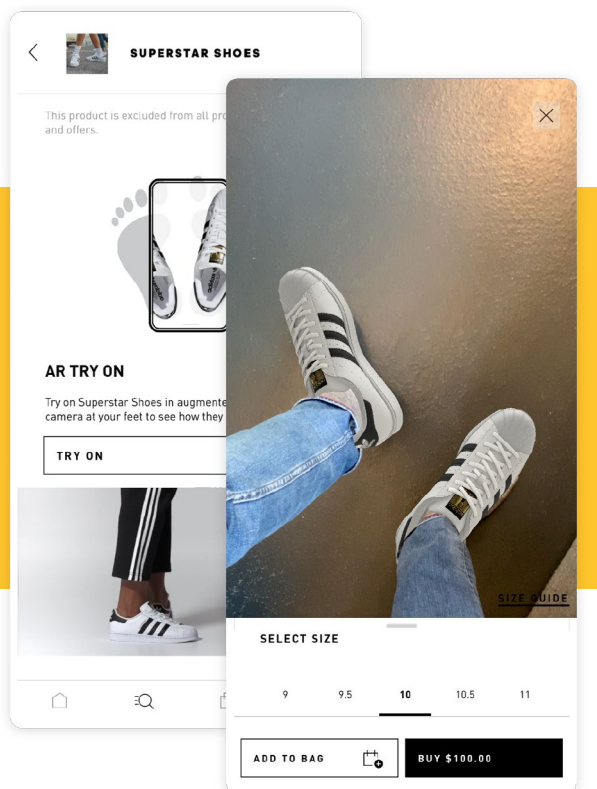 SUPERSTAR SHOES
This product is excluded from all
and offers.
AR TRY ON
Try on Superstar Shoes in
camera at your feet to see how they
TRY ON
SIZE GUIDE
SELECT SIZE
9 9.5 10 10.5 11
ADD TO BAG
BUY $100.00